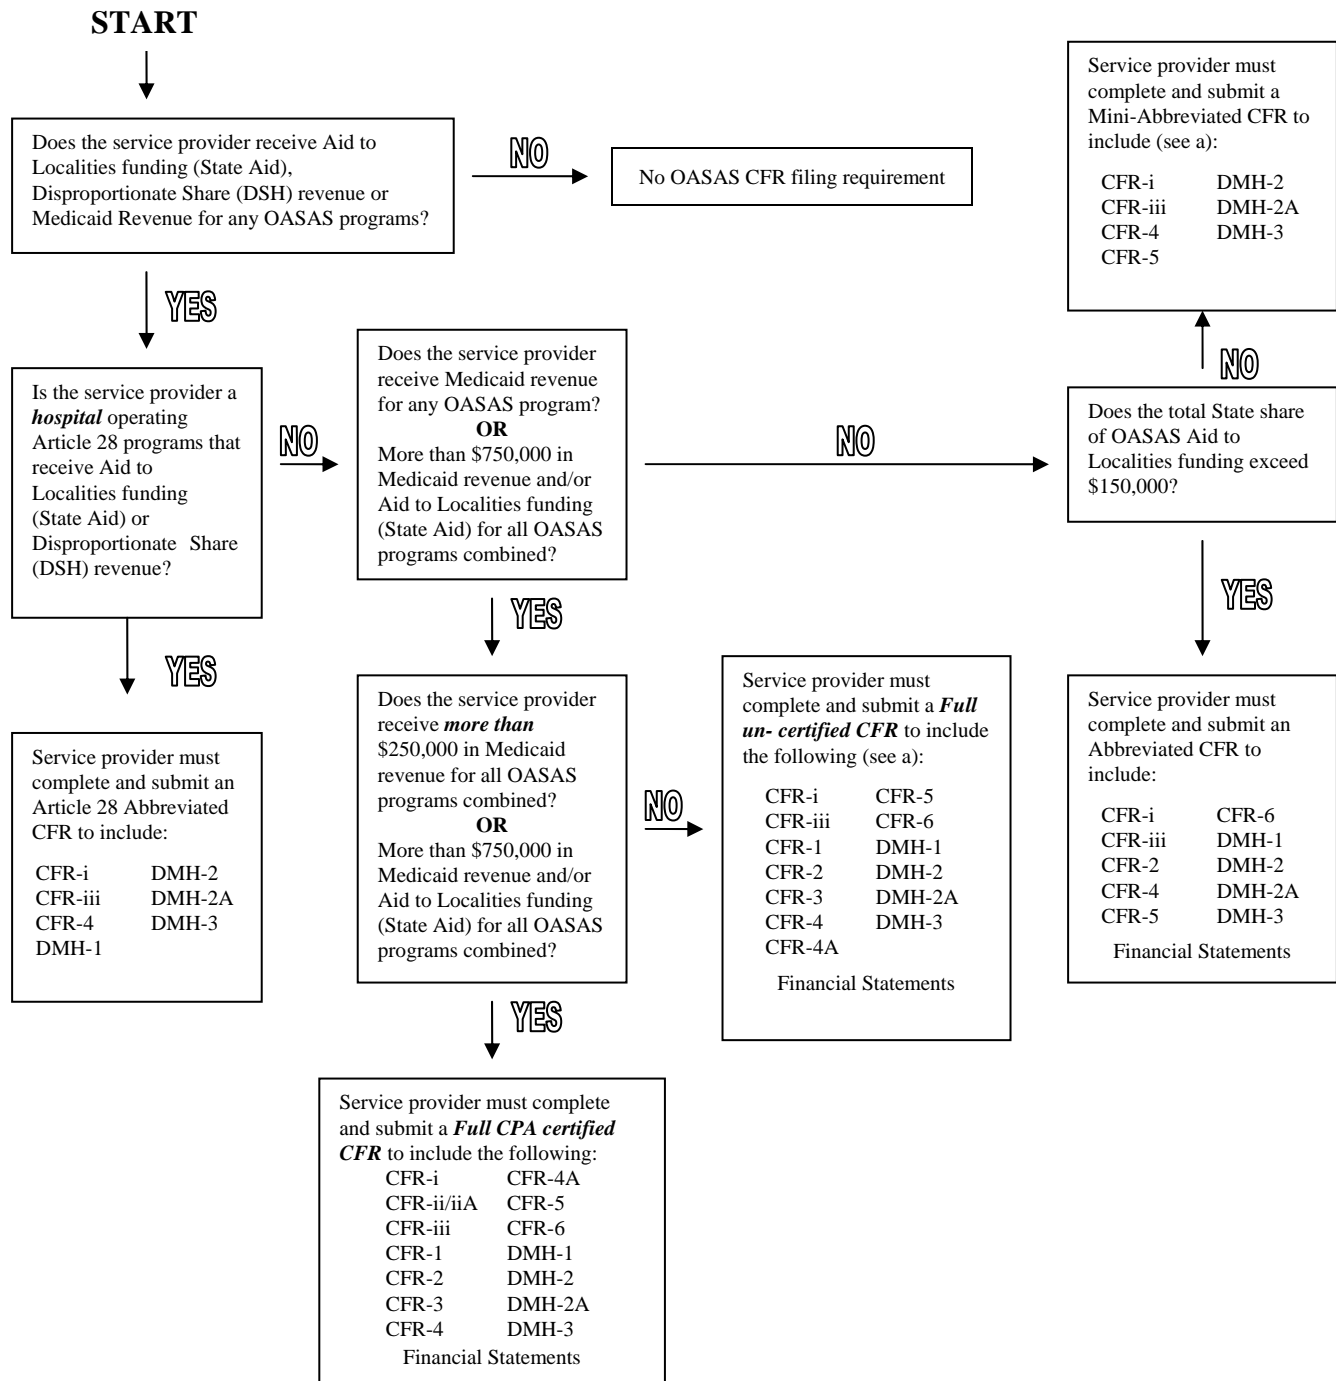 START
Does the service provider receive Aid to
Localities funding (State Aid),
Disproportionate Share (DSH) revenue or
Medicaid Revenue for any OASAS programs?
NO
No OASAS CFR filing requirement
Service provider must
complete and submit a
Mini-Abbreviated CFR to
include (see a):
CFR-i DMH-2
CFR-iii DMH-2A
CFR-4 DMH-3
CFR-5
YES
Is the service provider a
hospital operating
Article 28 programs that
receive Aid to
Localities funding
(State Aid) or
Disproportionate Share
(DSH) revenue?
NO
Does the service provider
receive Medicaid revenue
for any OASAS program?
OR
More than $750,000 in
Medicaid revenue and/or
Aid to Localities funding
(State Aid) for all OASAS
programs combined?
NO
NO
Does the total State share
of OASAS Aid to
Localities funding exceed
$150,000?
YES
YES
YES
Service provider must
complete and submit an
Article 28 Abbreviated
CFR to include:
CFR-i DMH-2
CFR-iii DMH-2A
CFR-4 DMH-3
DMH-1
Does the service provider
receive more than
$250,000 in Medicaid
revenue for all OASAS
programs combined?
OR
More than $750,000 in
Medicaid revenue and/or
Aid to Localities funding
(State Aid) for all OASAS
programs combined?
NO
Service provider must
complete and submit a Full
un- certified CFR to include
the following (see a):
CFR-i CFR-5
CFR-iii CFR-6
CFR-1 DMH-1
CFR-2 DMH-2
CFR-3 DMH-2A
CFR-4 DMH-3
CFR-4A
Financial Statements
Service provider must
complete and submit an
Abbreviated CFR to
include:
CFR-i CFR-6
CFR-iii DMH-1
CFR-2 DMH-2
CFR-4 DMH-2A
CFR-5 DMH-3
Financial Statements
YES
Service provider must complete
and submit a Full CPA certified
CFR to include the following:
CFR-i CFR-4A
CFR-ii/iiA CFR-5
CFR-iii CFR-6
CFR-1 DMH-1
CFR-2 DMH-2
CFR-3 DMH-2A
CFR-4 DMH-3
Financial Statements